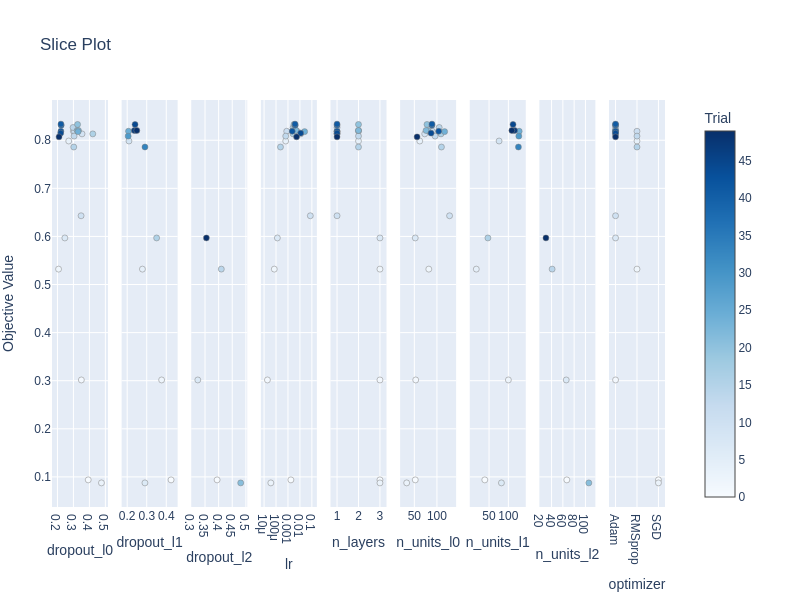 Slice Plot
Trial
Objective Value
0.8
0.7
0.6
0.5
0.4
0.3
0.2
0.1
0.2 0.3 0.4 0.5
dropout_l0
0.2 0.3 0.4
dropout_l1
0.3 0.35 0.4 0.45 0.5
dropout_l2
10μ 100μ 0.001 0.01 0.1
lr
1 2 3
n_layers
50 100
n_units_l0
50 100
n_units_l1
20 40 60 80 100
n_units_l2
Adam RMSprop SGD
optimizer
45
40
35
30
25
20
15
10
5
0